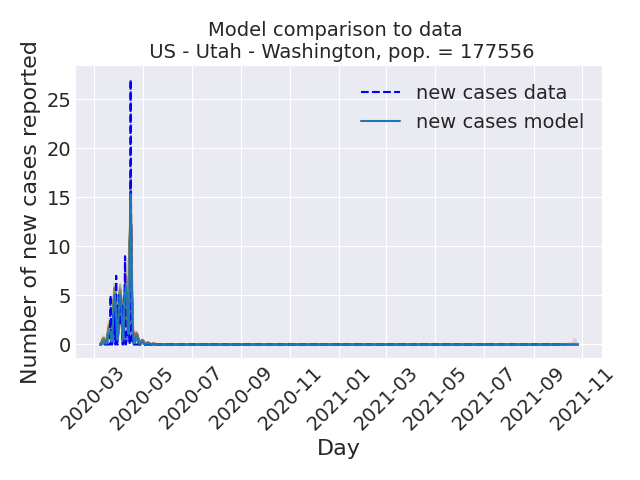 Model comparison to data
US - Utah - Washington, pop. = 177556
Number of new cases reported
25
20
15
10
5
0
new cases data
new cases model
2020-03
2020-05
2020-07
2020-09
2020-11
2021-01
2021-03
2021-05
2021-07
2021-09
2021-11
Day